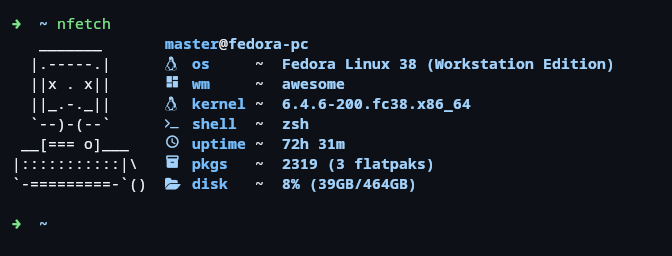 ➜  ~ nfetch
   _______      master@fedora-pc
  |.-----.|     os     ~  Fedora Linux 38 (Workstation Edition)
  ||x . x||     wm     ~  awesome
  ||_.-._||     kernel ~  6.4.6-200.fc38.x86_64
  `--)-(--`     shell  ~  zsh
 __[=== o]___   uptime ~  72h 31m
|:::::::::::|\  pkgs   ~  2319 (3 flatpaks)
`-=========-`() disk   ~  8% (39GB/464GB)
➜  ~